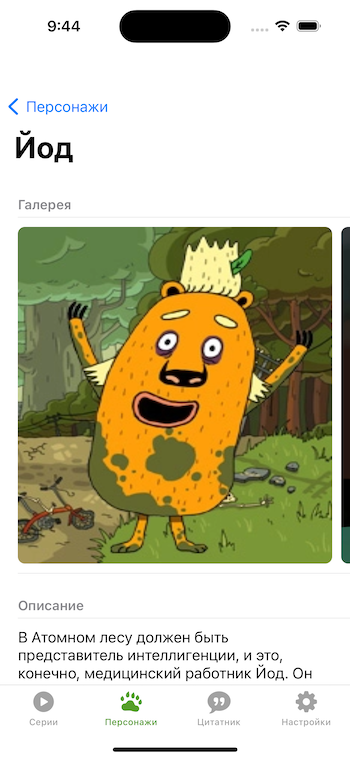 9:44
Персонажи
Йод
Галерея
Описание
В Атомном лесу должен быть
представитель интеллигенции, и это,
конечно, медицинский работник Йод. Он
Серии
Персонажи
Цитатник
Настройки